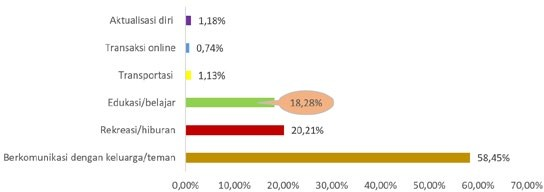 Aktualisasi diri 1,18%
Transaksi online 0,74%
Transportasi 1,13%
Edukasi/belajar 18,28%
Rekreasi/hiburan 20,21%
Berkomunikasi dengan keluarga/teman 58,45%
0,00% 10,00% 20,00% 30,00% 40,00% 50,00% 60,00% 70,00%